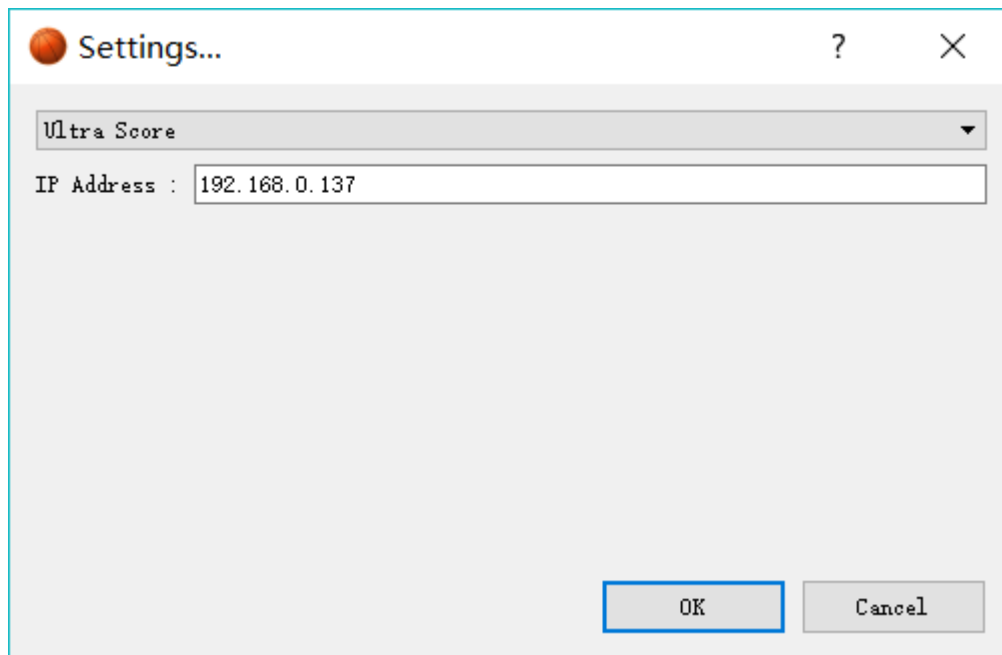 Settings...
?
Ultra Score
IP Address : 192.168.0.137
OK
Cancel